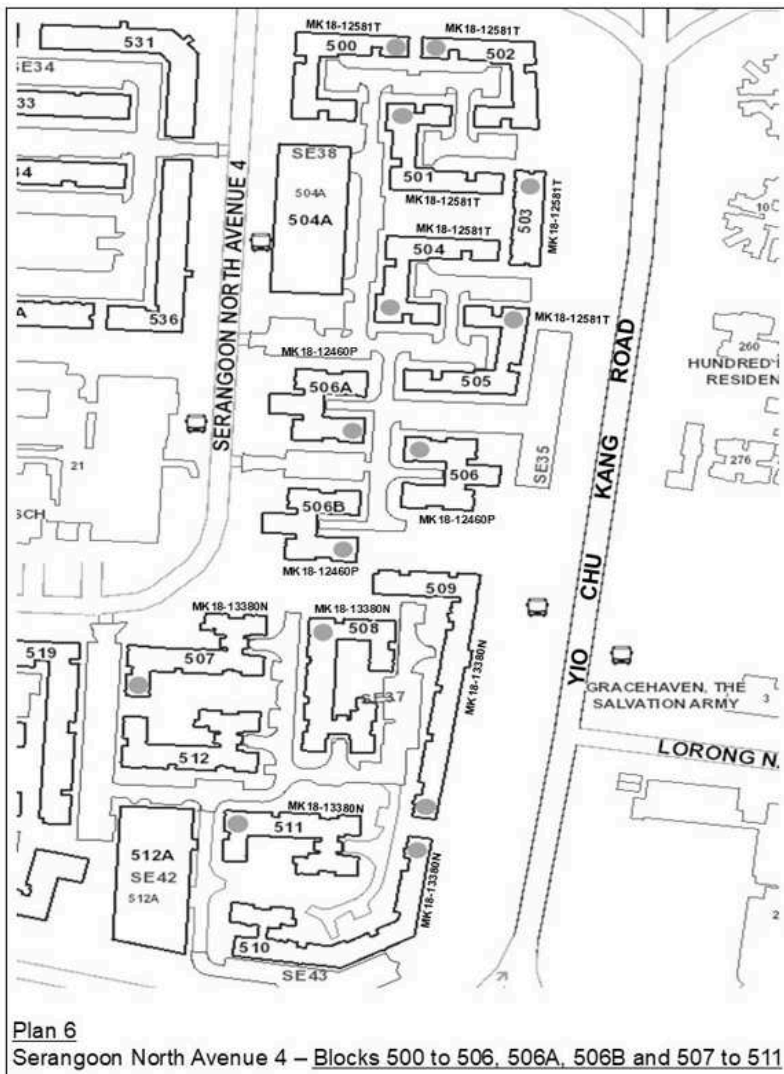 531
MK18-12581T
MK18-12581T
500
502
SE34
33
SE38
34
504A
504A
501
MK18-12581T
503
MK18-12581T
10
MK18-12581T
504
SERANGOON NORTH AVENUE 4
A
536
MK18-12581T
MK18-12460P
260
HUNDRED
RESIDEN
506A
505
YIO CHU KANG ROAD
21
506
SE35
276
506B
SCH
MK18-12460P
MK18-12460P
509
MK18-13380N
MK18-13380N
519
507
508
MK18-13380N
SE37
GRACEHAVEN, THE
SALVATION ARMY
3
512
LORONG N.
MK18-13380N
511
512A
SE42
512A
MK18-13380N
2
510
SE43
Plan 6
Serangoon North Avenue 4 – Blocks 500 to 506, 506A, 506B and 507 to 511